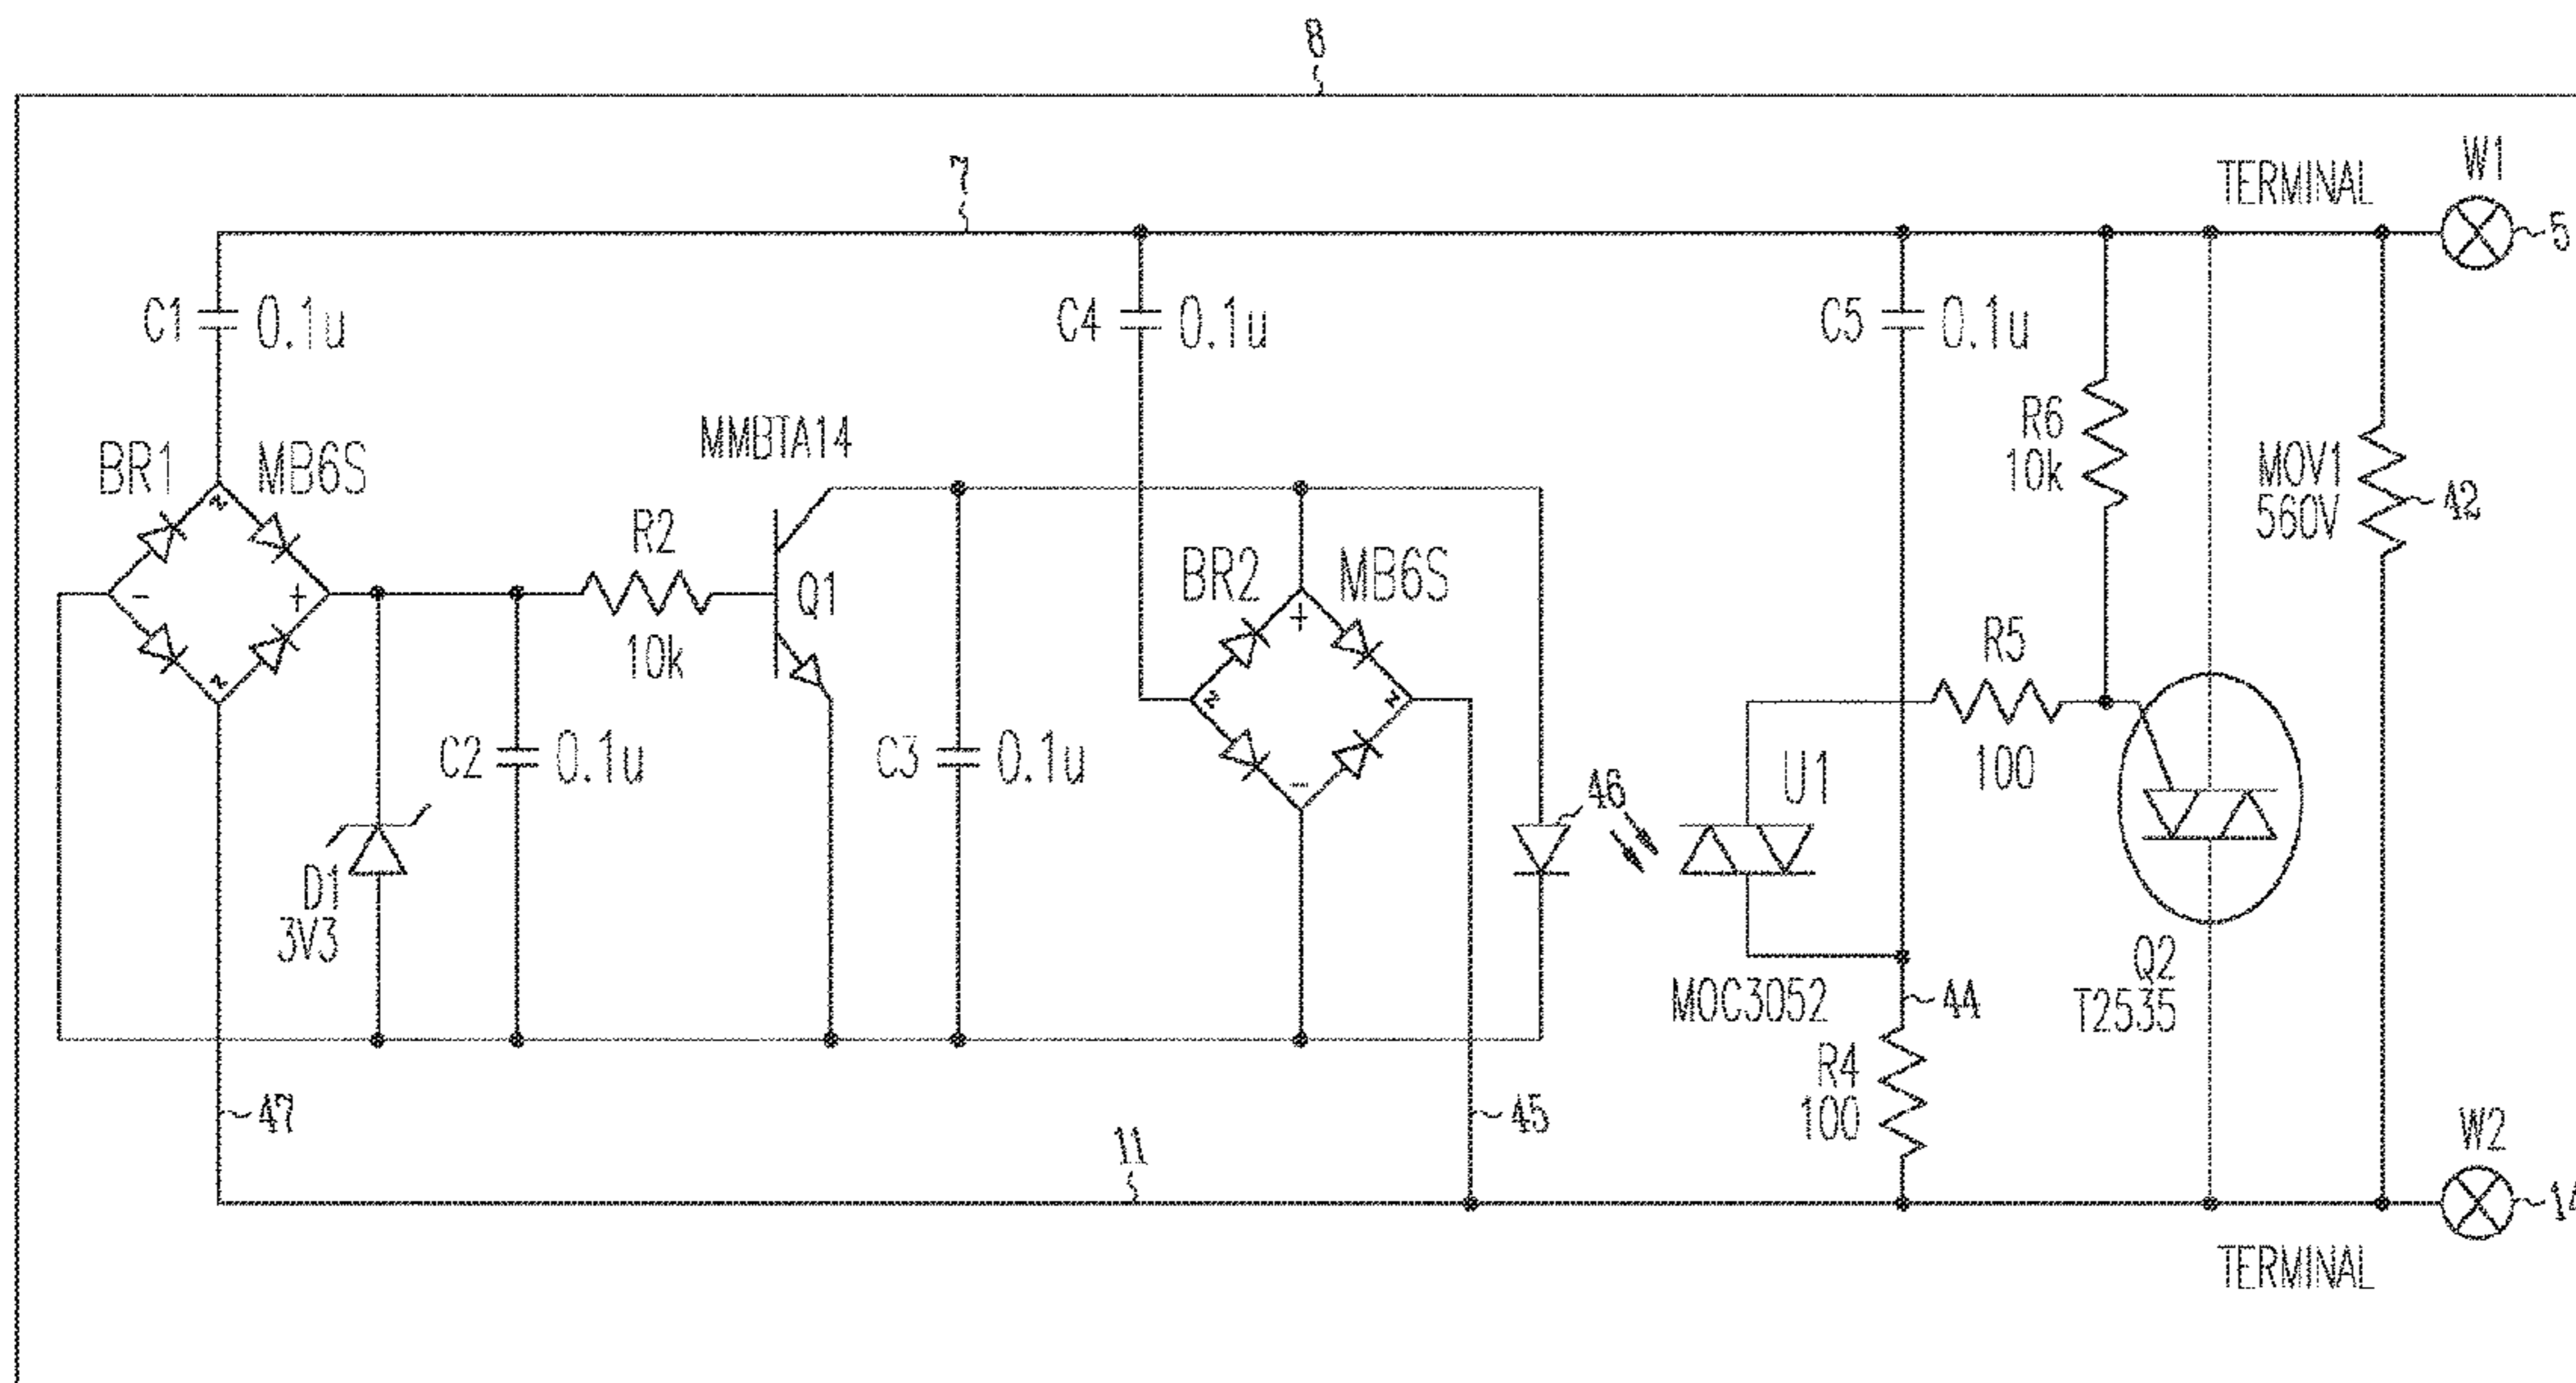 8
7
TERMINAL
W1
5
C1 0.1u
C4 0.1u
C5 0.1u
BR1 MB6S
MMBTA14
R6
10k
MOV1
560V
42
R2
10k
Q1
- +
BR2 MB6S
+
-
R5
100
C2 0.1u
C3 0.1u
46
U1
D1
3V3
MOC3052
44
Q2
T2535
R4
100
47
11
45
W2
14
TERMINAL